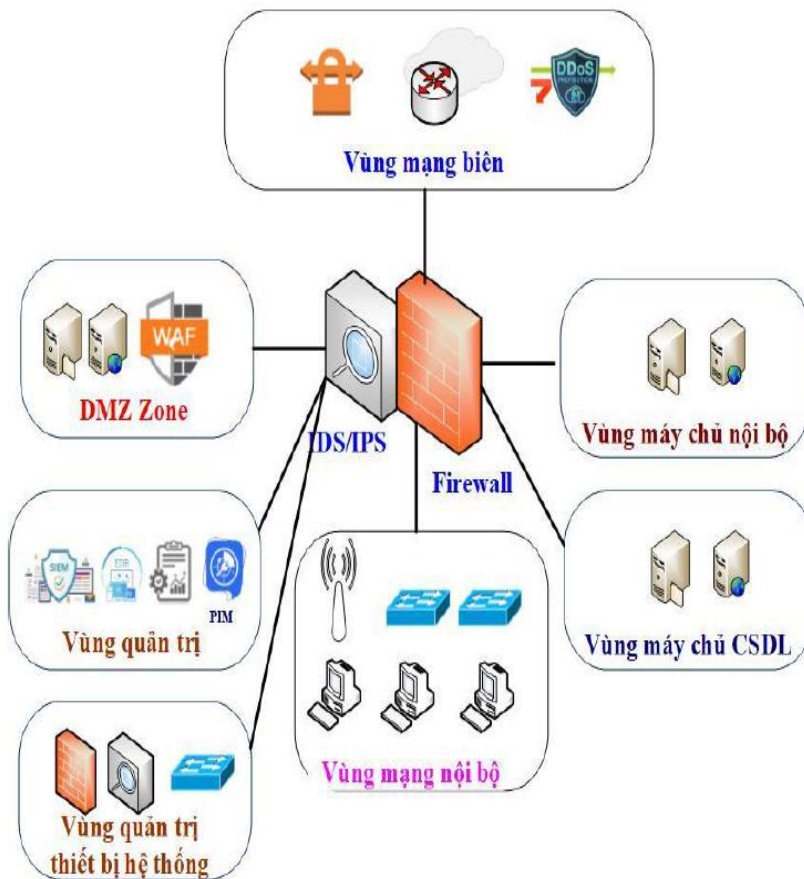 DDoS
PROTECTION
Vùng mạng biên
WAF
DMZ Zone
IDS/IPS
Firewall
Vùng máy chủ nội bộ
SIEM
PIM
Vùng quản trị
Vùng máy chủ CSDL
Vùng mạng nội bộ
Vùng quản trị
thiết bị hệ thống